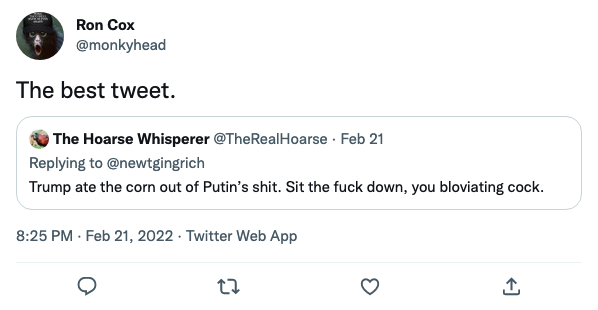 Ron Cox
@monkyhead
The best tweet.
The Hoarse Whisperer @TheRealHoarse · Feb 21
Replying to @newtgingrich
Trump ate the corn out of Putin’s shit. Sit the fuck down, you bloviating cock.
8:25 PM · Feb 21, 2022 · Twitter Web App